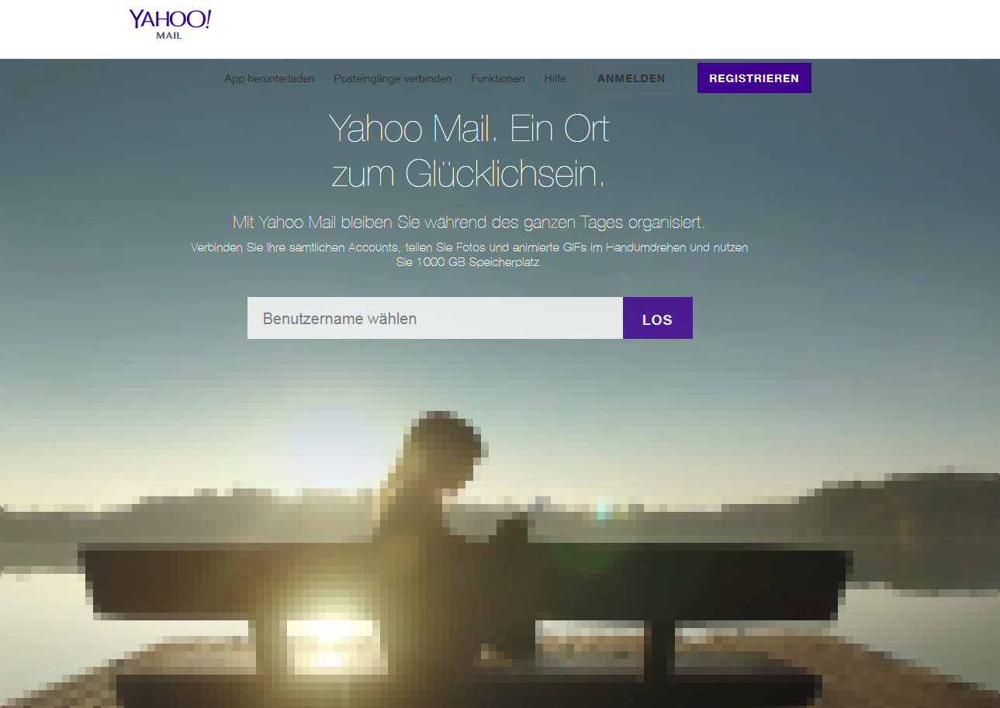 YAHOO!
MAIL
App herunterladen Posteingänge verbinden Funktionen Hilfe ANMELDEN REGISTRIEREN
Yahoo Mail. Ein Ort
zum Glücklichsein.
Mit Yahoo Mail bleiben Sie während des ganzen Tages organisiert.
Verbinden Sie Ihre sämtlichen Accounts, teilen Sie Fotos und animierte GIFs im Handumdrehen und nutzen
Sie 1000 GB Speicherplatz.
Benutzername wählen LOS